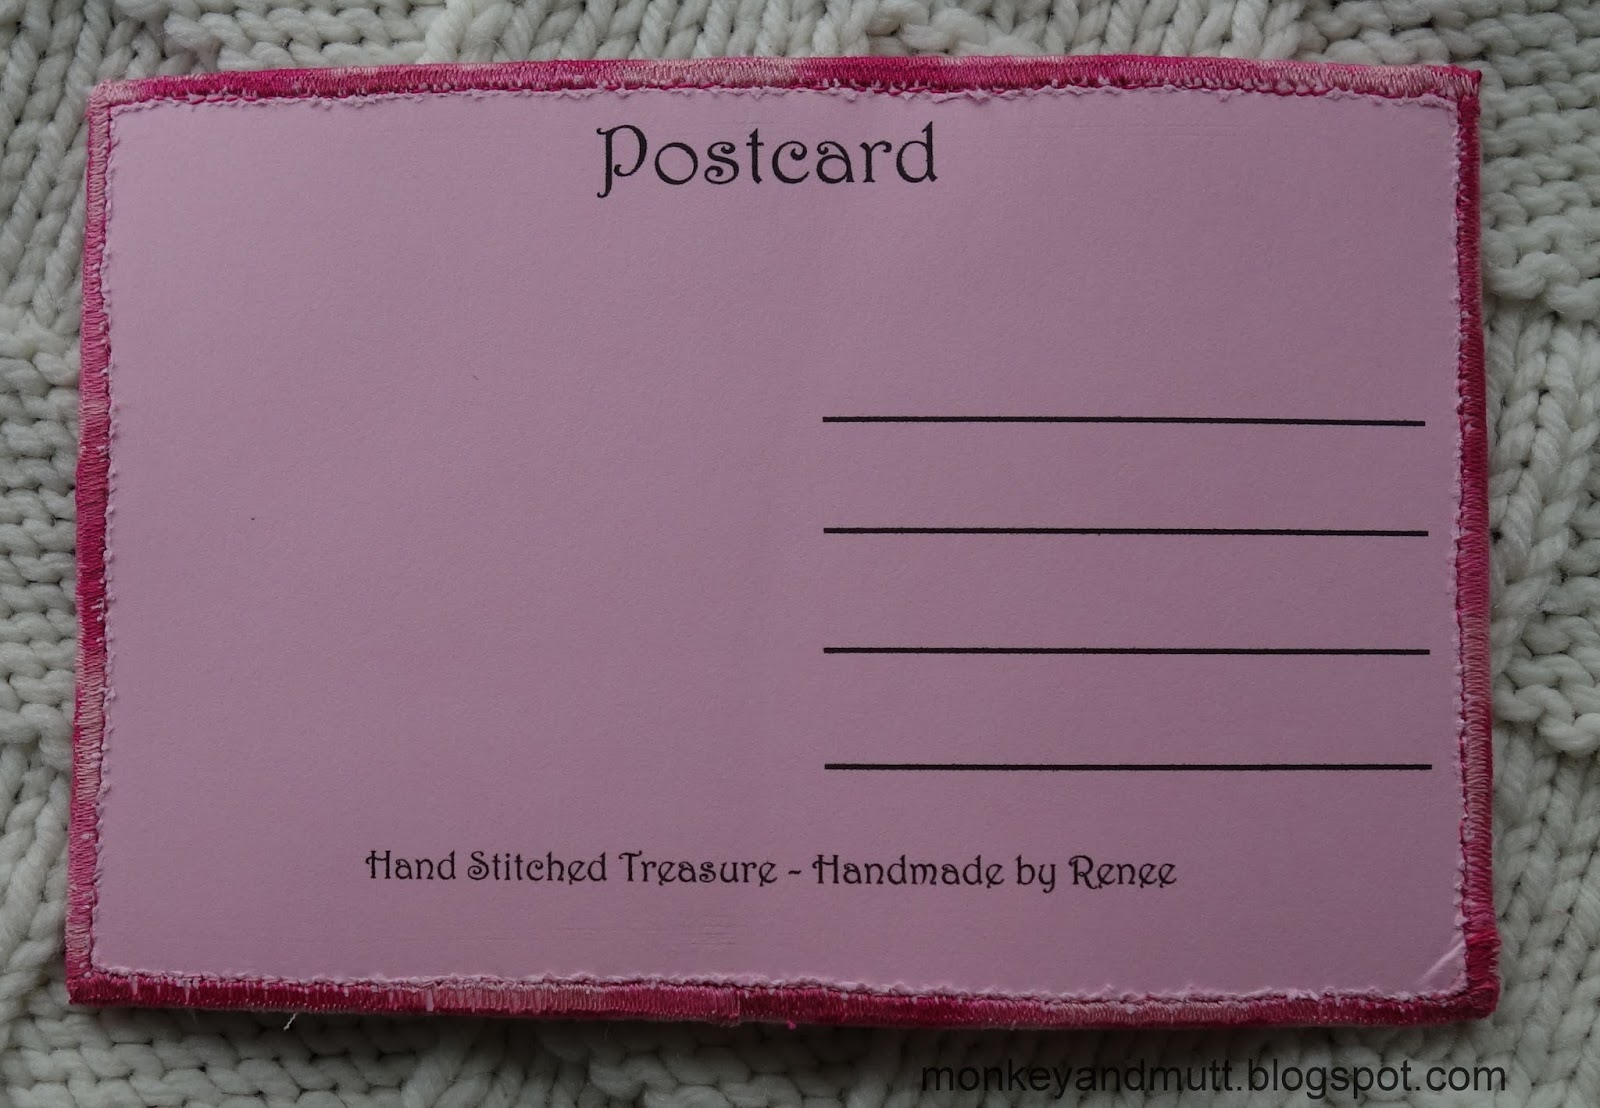 Postcard
Hand Stitched Treasure - Handmade by Renee
monkeyandmutt.blogspot.com